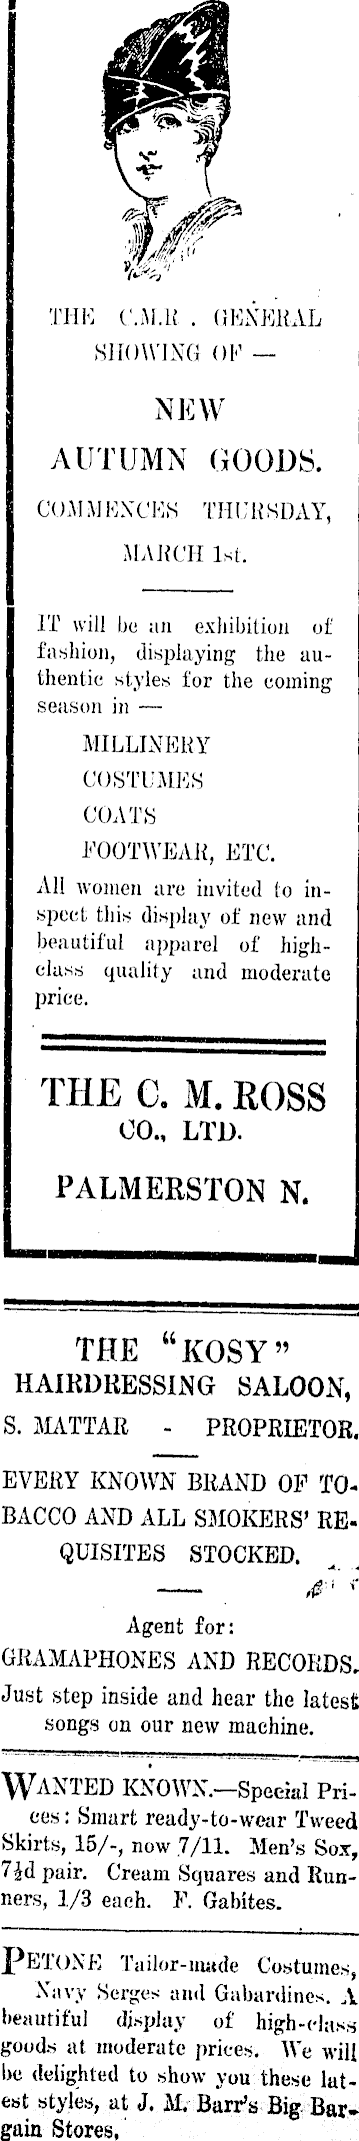 THE C.M.R . GENERAL
SHOWING OF —
NEW
AUTUMN GOODS.
COMMENCES THURSDAY,
MARCH 1st.
IT will be an exhibition of
fashion, displaying the au-
thentic styles for the coming
season in —
MILLINERY
COSTUMES
COATS
FOOTWEAR, ETC.
All women are invited to in-
spect this display of new and
beautiful apparel of high-
class quality and moderate
price.
THE C. M. ROSS
CO., LTD.
PALMERSTON N.
THE "KOSY"
HAIRDRESSING SALOON,
S. MATTAR - PROPRIETOR.
EVERY KNOWN BRAND OF TO-
BACCO AND ALL SMOKERS' RE-
QUISITES STOCKED.
Agent for:
GRAMAPHONES AND RECORDS.
Just step inside and hear the latest
songs on our new machine.
WANTED KNOWN.—Special Pri-
ces: Smart ready-to-wear Tweed
Skirts, 15/-, now 7/11. Men's Sox,
7½d pair. Cream Squares and Run-
ners, 1/3 each. F. Gabites.
PETONE Tailor-made Costumes,
Navy Serges and Gabardines. A
beautiful display of high-class
goods at moderate prices. We will
be delighted to show you these lat-
est styles, at J. M. Barr's Big Bar-
gain Stores.